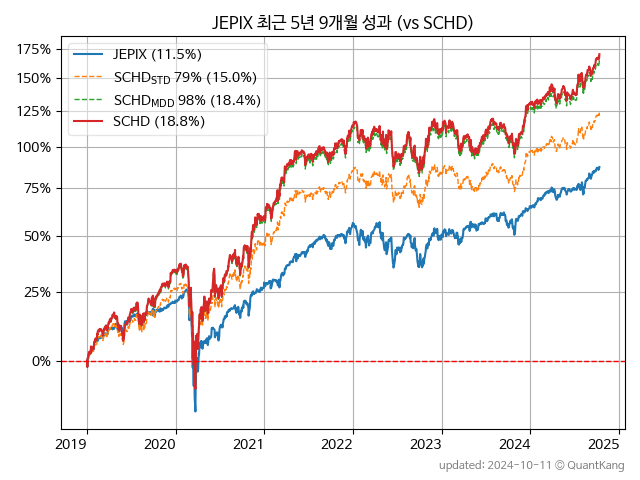 JEPIX 최근 5년 9개월 성과 (vs SCHD)
175%
150%
125%
100%
75%
50%
25%
0%
JEPIX (11.5%)
SCHD_STD 79% (15.0%)
SCHD_MDD 98% (18.4%)
SCHD (18.8%)
2019 2020 2021 2022 2023 2024 2025
updated: 2024-10-11 © QuantKang